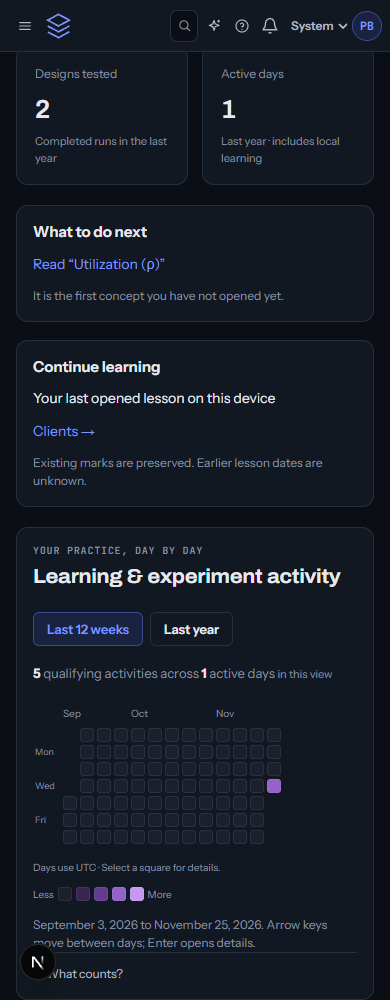 System
PB
Designs tested
2
Completed runs in the last
year
Active days
1
Last year · includes local
learning
What to do next
Read “Utilization (ρ)”
It is the first concept you have not opened yet.
Continue learning
Your last opened lesson on this device
Clients →
Existing marks are preserved. Earlier lesson dates are
unknown.
YOUR PRACTICE, DAY BY DAY
Learning & experiment activity
Last 12 weeks
Last year
5 qualifying activities across 1 active days in this view
Sep Oct Nov
Mon
Wed
Fri
Days use UTC · Select a square for details.
Less More
September 3, 2026 to November 25, 2026. Arrow keys
move between days; Enter opens details.
N
What counts?